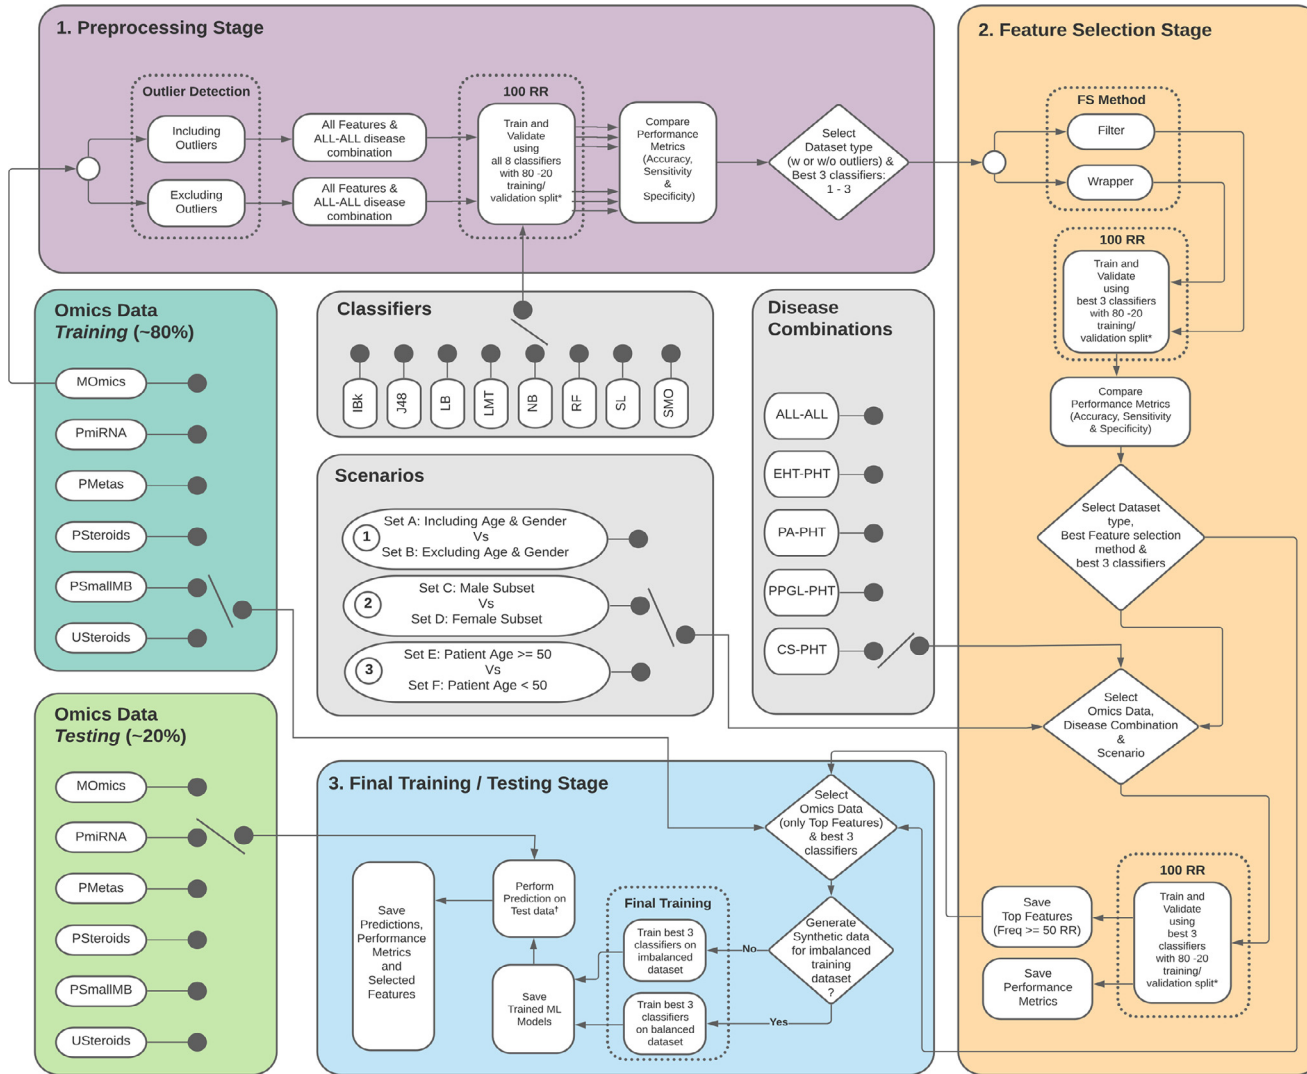 1. Preprocessing Stage
Outlier Detection
Including
Outliers
Excluding
Outliers
All Features &
ALL-ALL disease
combination
All Features &
ALL-ALL disease
combination
100 RR
Train and
Validate
using
all 8 classifiers
with 80 -20
training/
validation split*
Compare
Performance
Metrics
(Accuracy,
Sensitivity
&
Specificity)
Select
Dataset type
(w or w/o outliers) &
Best 3 classifiers:
1 - 3
2. Feature Selection Stage
FS Method
Filter
Wrapper
100 RR
Train and
Validate
using
best 3 classifiers
with 80 -20
training/
validation split*
Compare
Performance Metrics
(Accuracy, Sensitivity
& Specificity)
Select Dataset
type,
Best Feature selection
method &
best 3 classifiers
Select
Omics Data,
Disease Combination
&
Scenario
100 RR
Train and
Validate
using
best 3
classifiers
with 80 -20
training/
validation split*
Save
Top Features
(Freq >= 50 RR)
Save
Performance
Metrics
Omics Data
Training (~80%)
MOmics
PmiRNA
PMetas
PSteroids
PSmallMB
USteroids
Classifiers
IBk
J48
LB
LMT
NB
RF
SL
SMO
Disease
Combinations
ALL-ALL
EHT-PHT
PA-PHT
PPGL-PHT
CS-PHT
Scenarios
1
Set A: Including Age & Gender
Vs
Set B: Excluding Age & Gender
2
Set C: Male Subset
Vs
Set D: Female Subset
3
Set E: Patient Age >= 50
Vs
Set F: Patient Age < 50
Omics Data
Testing (~20%)
MOmics
PmiRNA
PMetas
PSteroids
PSmallMB
USteroids
3. Final Training / Testing Stage
Select
Omics Data
(only Top Features)
& best 3
classifiers
Generate
Synthetic data
for imbalanced
training
dataset
?
No
Yes
Final Training
Train best 3
classifiers on
imbalanced
dataset
Train best 3
classifiers
on balanced
dataset
Save
Trained ML
Models
Perform
Prediction on
Test data†
Save
Predictions,
Performance
Metrics
and
Selected
Features